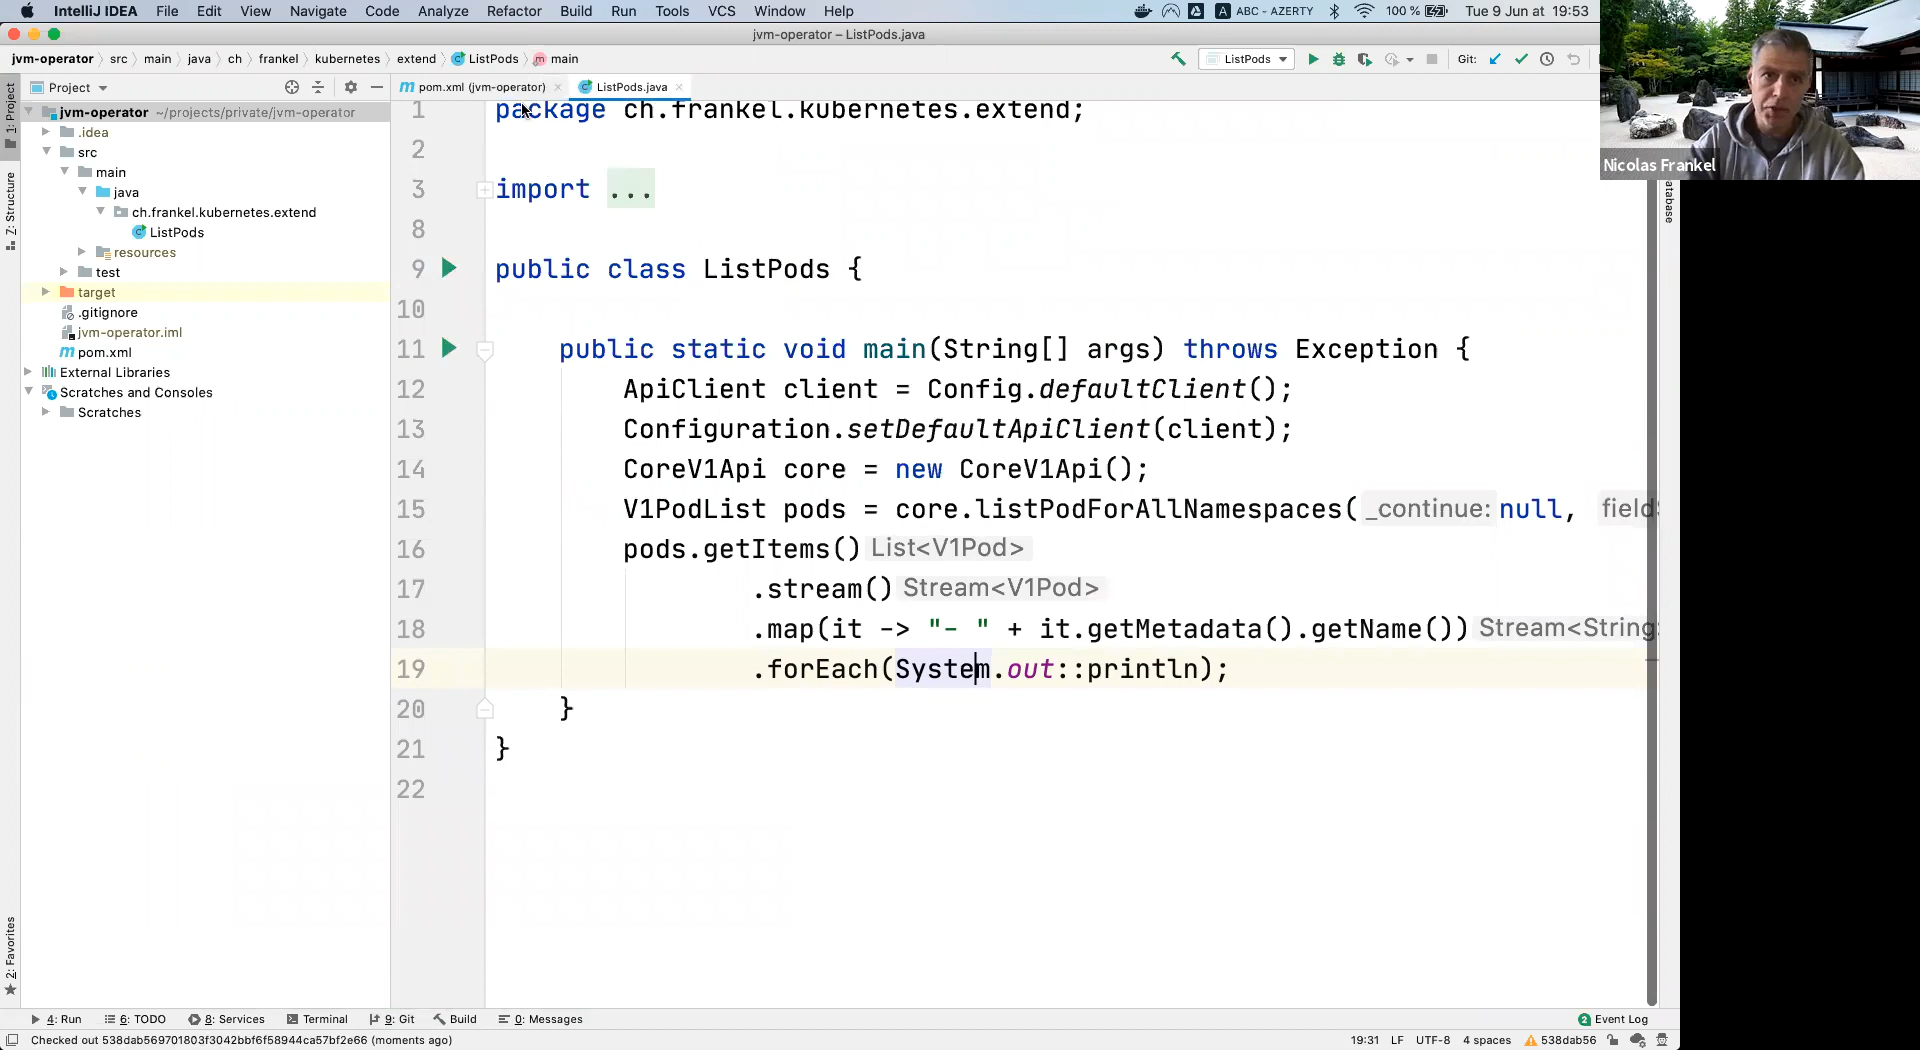 IntelliJ IDEA File Edit View Navigate Code Analyze Refactor Build Run Tools VCS Window Help
ABC - AZERTY 100 % Tue 9 Jun at 19:53
jvm-operator – ListPods.java
jvm-operator src main java ch frankel kubernetes extend ListPods main
ListPods Git:
Project
pom.xml (jvm-operator)
ListPods.java
1: Project
Z: Structure
2: Favorites
jvm-operator ~/projects/private/jvm-operator
.idea
src
main
java
ch.frankel.kubernetes.extend
ListPods
resources
test
target
.gitignore
jvm-operator.iml
pom.xml
External Libraries
Scratches and Consoles
Scratches
1 package ch.frankel.kubernetes.extend;
2
3 import ...
8
9 public class ListPods {
10
11 public static void main(String[] args) throws Exception {
12 ApiClient client = Config.defaultClient();
13 Configuration.setDefaultApiClient(client);
14 CoreV1Api core = new CoreV1Api();
15 V1PodList pods = core.listPodForAllNamespaces( _continue: null, field
16 pods.getItems() List<V1Pod>
17 .stream() Stream<V1Pod>
18 .map(it -> "- " + it.getMetadata().getName()) Stream<String
19 .forEach(System.out::println);
20 }
21 }
22
Nicolas Frankel
atabase
4: Run 6: TODO 8: Services Terminal 9: Git Build 0: Messages
2 Event Log
Checked out 538dab569701803f3042bbf6f58944ca57bf2e66 (moments ago)
19:31 LF UTF-8 4 spaces 538dab56